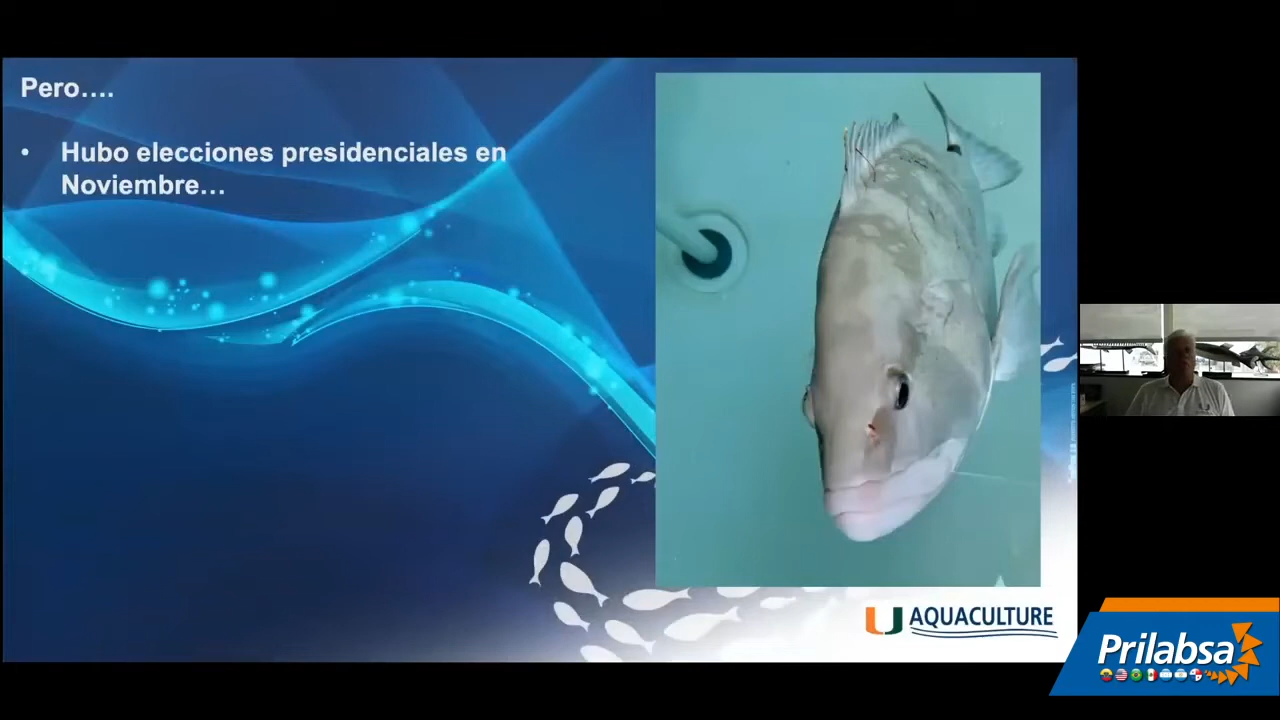 Pero....
• Hubo elecciones presidenciales en
Noviembre...
U AQUACULTURE
Prilabsa